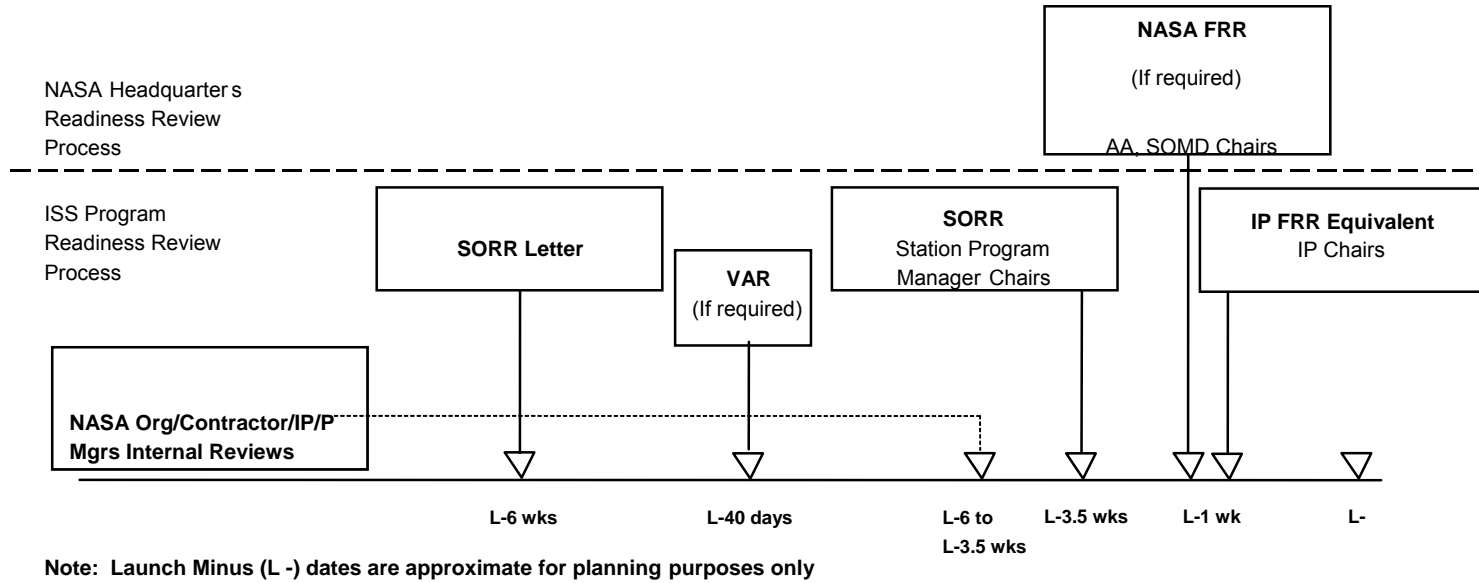 NASA FRR
(If required)
AA, SOMD Chairs
NASA Headquarters
Readiness Review
Process
ISS Program
Readiness Review
Process
SORR Letter
VAR
(If required)
SORR
Station Program
Manager Chairs
IP FRR Equivalent
IP Chairs
NASA Org/Contractor/IP/P
Mgrs Internal Reviews
L-6 wks
L-40 days
L-6 to
L-3.5 wks
L-3.5 wks
L-1 wk
L-
Note: Launch Minus (L -) dates are approximate for planning purposes only